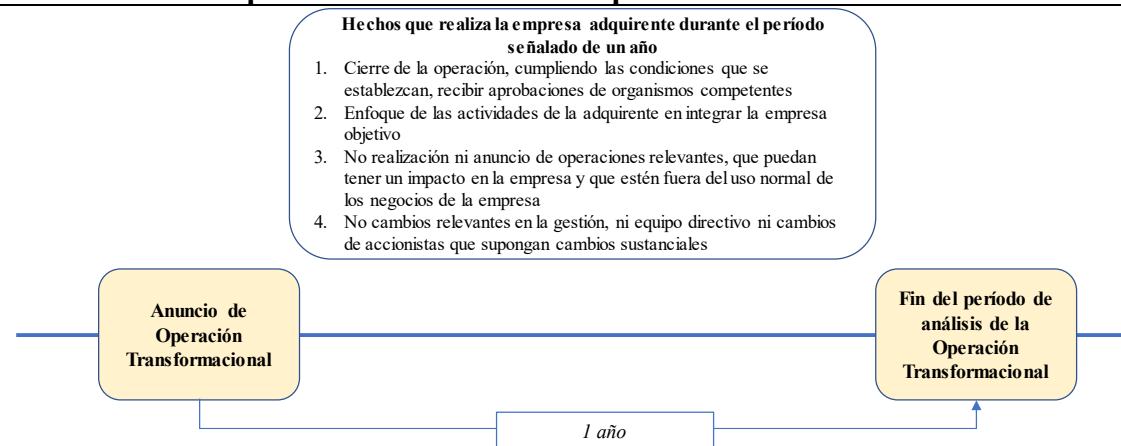 Hechos que realiza la empresa adquirente durante el período
señalado de un año
1. Cierre de la operación, cumpliendo las condiciones que se
establezcan, recibir aprobaciones de organismos competentes
2. Enfoque de las actividades de la adquirente en integrar la empresa
objetivo
3. No realización ni anuncio de operaciones relevantes, que puedan
tener un impacto en la empresa y que estén fuera del uso normal de
los negocios de la empresa
4. No cambios relevantes en la gestión, ni equipo directivo ni cambios
de accionistas que supongan cambios sustanciales
Anuncio de
Operación
Transformacional
Fin del período de
análisis de la
Operación
Transformacional
1 año